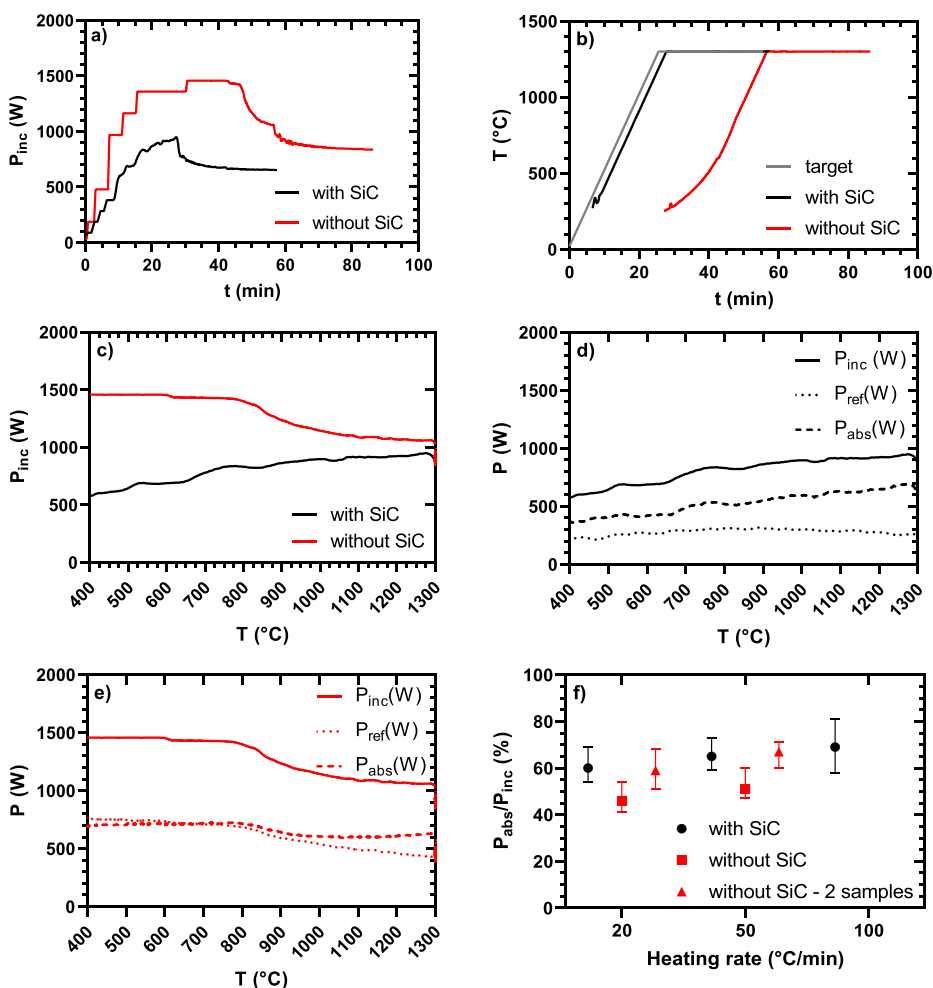 a)
P_inc (W)
2000
1500
1000
500
0
with SiC
without SiC
0 20 40 60 80 100
t (min)
b)
T (°C)
1500
1000
500
0
target
with SiC
without SiC
0 20 40 60 80 100
t (min)
c)
P_inc (W)
2000
1500
1000
500
0
with SiC
without SiC
400 500 600 700 800 900 1000 1100 1200 1300
T (°C)
d)
P (W)
2000
1500
1000
500
0
P_inc (W)
P_ref(W)
P_abs(W)
400 500 600 700 800 900 1000 1100 1200 1300
T (°C)
e)
P (W)
2000
1500
1000
500
0
P_inc(W)
P_ref(W)
P_abs(W)
400 500 600 700 800 900 1000 1100 1200 1300
T (°C)
f)
P_abs/P_inc (%)
100
80
60
40
20
0
with SiC
without SiC
without SiC - 2 samples
20 50 100
Heating rate (°C/min)